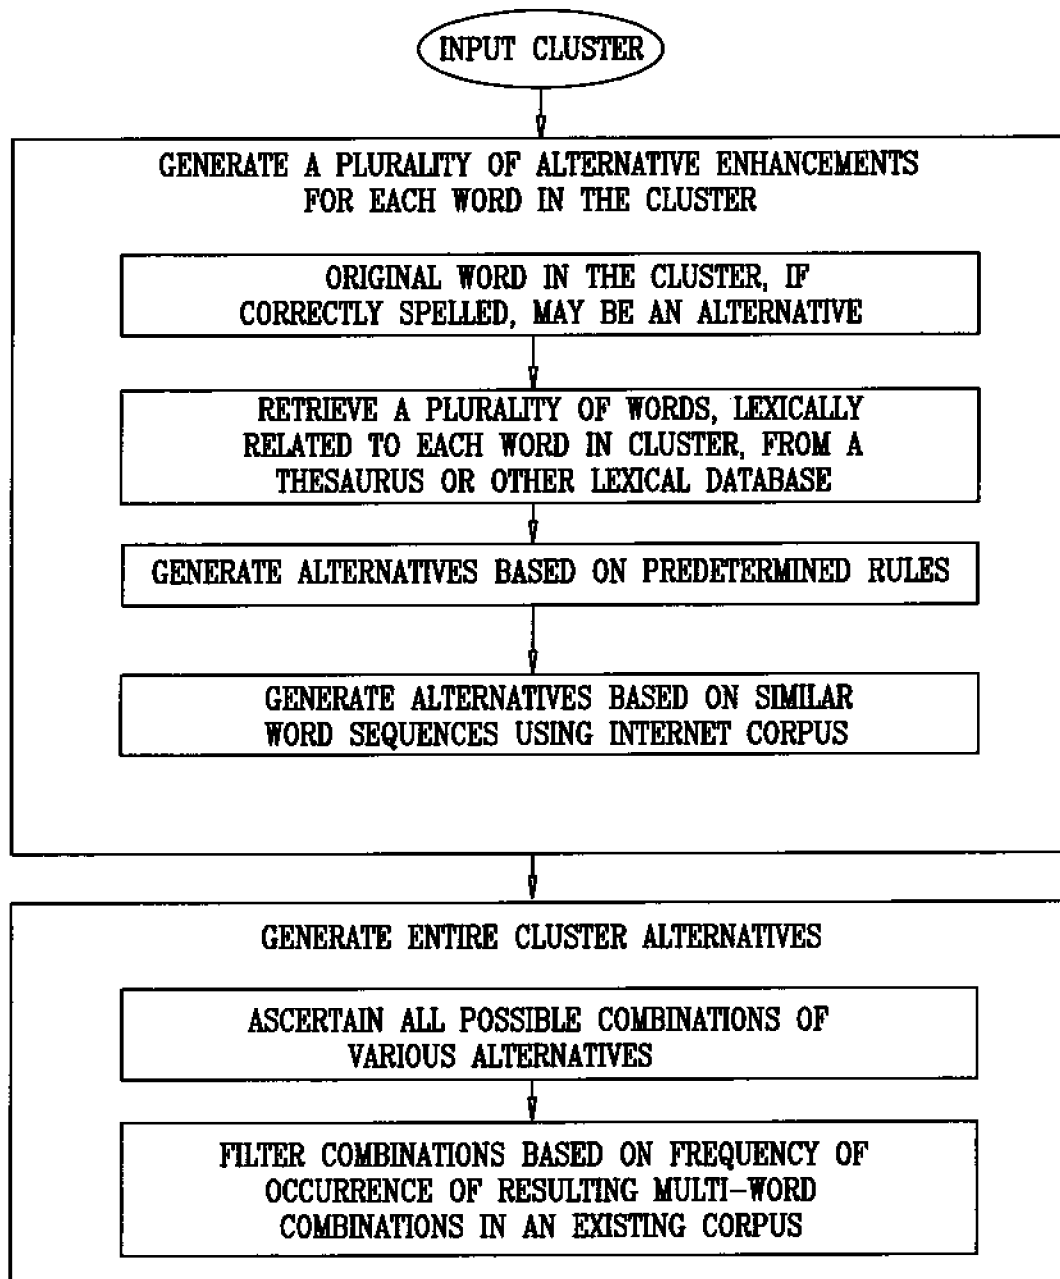 INPUT CLUSTER
GENERATE A PLURALITY OF ALTERNATIVE ENHANCEMENTS
FOR EACH WORD IN THE CLUSTER
ORIGINAL WORD IN THE CLUSTER, IF
CORRECTLY SPELLED, MAY BE AN ALTERNATIVE
RETRIEVE A PLURALITY OF WORDS, LEXICALLY
RELATED TO EACH WORD IN CLUSTER, FROM A
THESAURUS OR OTHER LEXICAL DATABASE
GENERATE ALTERNATIVES BASED ON PREDETERMINED RULES
GENERATE ALTERNATIVES BASED ON SIMILAR
WORD SEQUENCES USING INTERNET CORPUS
GENERATE ENTIRE CLUSTER ALTERNATIVES
ASCERTAIN ALL POSSIBLE COMBINATIONS OF
VARIOUS ALTERNATIVES
FILTER COMBINATIONS BASED ON FREQUENCY OF
OCCURRENCE OF RESULTING MULTI-WORD
COMBINATIONS IN AN EXISTING CORPUS